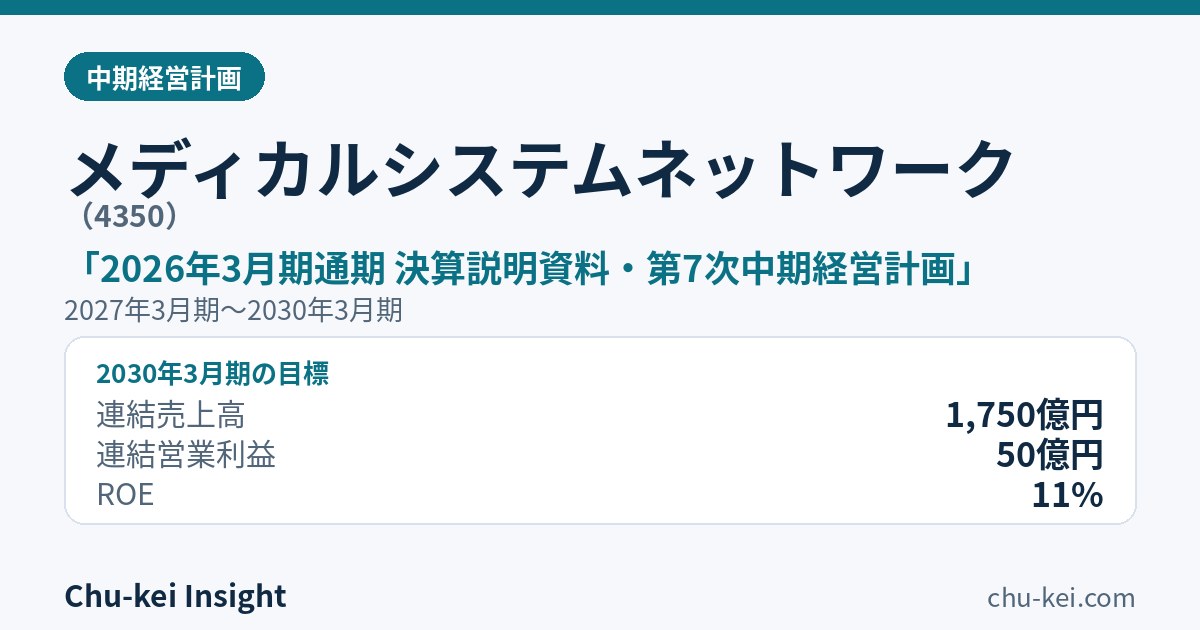 中期経営計画
メディカルシステムネットワーク
（4350）
「2026年3月期通期 決算説明資料・第7次中期経営計画」
2027年3月期～2030年3月期
2030年3月期の目標
連結売上高 1,750億円
連結営業利益 50億円
ROE 11%
Chu-kei Insight chu-kei.com